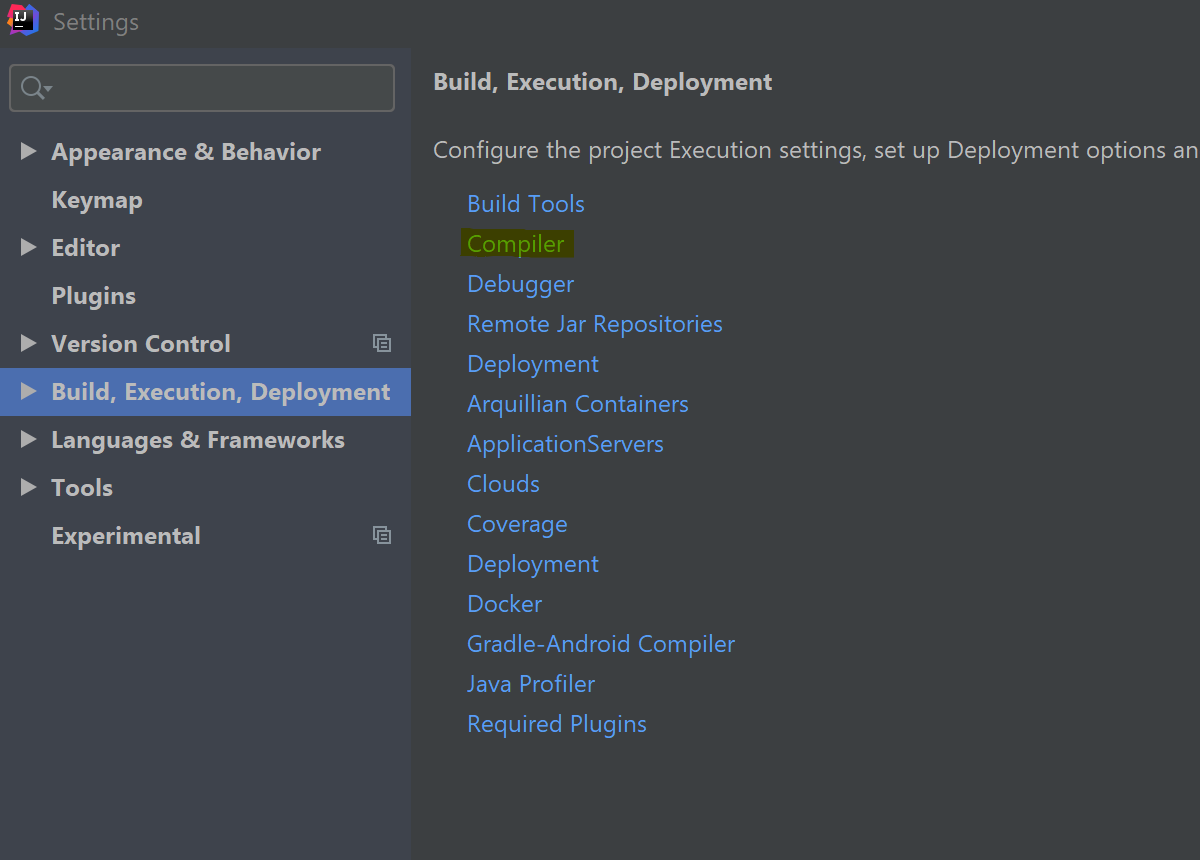 IJ
Settings
Appearance & Behavior
Keymap
Editor
Plugins
Version Control
Build, Execution, Deployment
Languages & Frameworks
Tools
Experimental
Build, Execution, Deployment
Configure the project Execution settings, set up Deployment options an
Build Tools
Compiler
Debugger
Remote Jar Repositories
Deployment
Arquillian Containers
ApplicationServers
Clouds
Coverage
Deployment
Docker
Gradle-Android Compiler
Java Profiler
Required Plugins